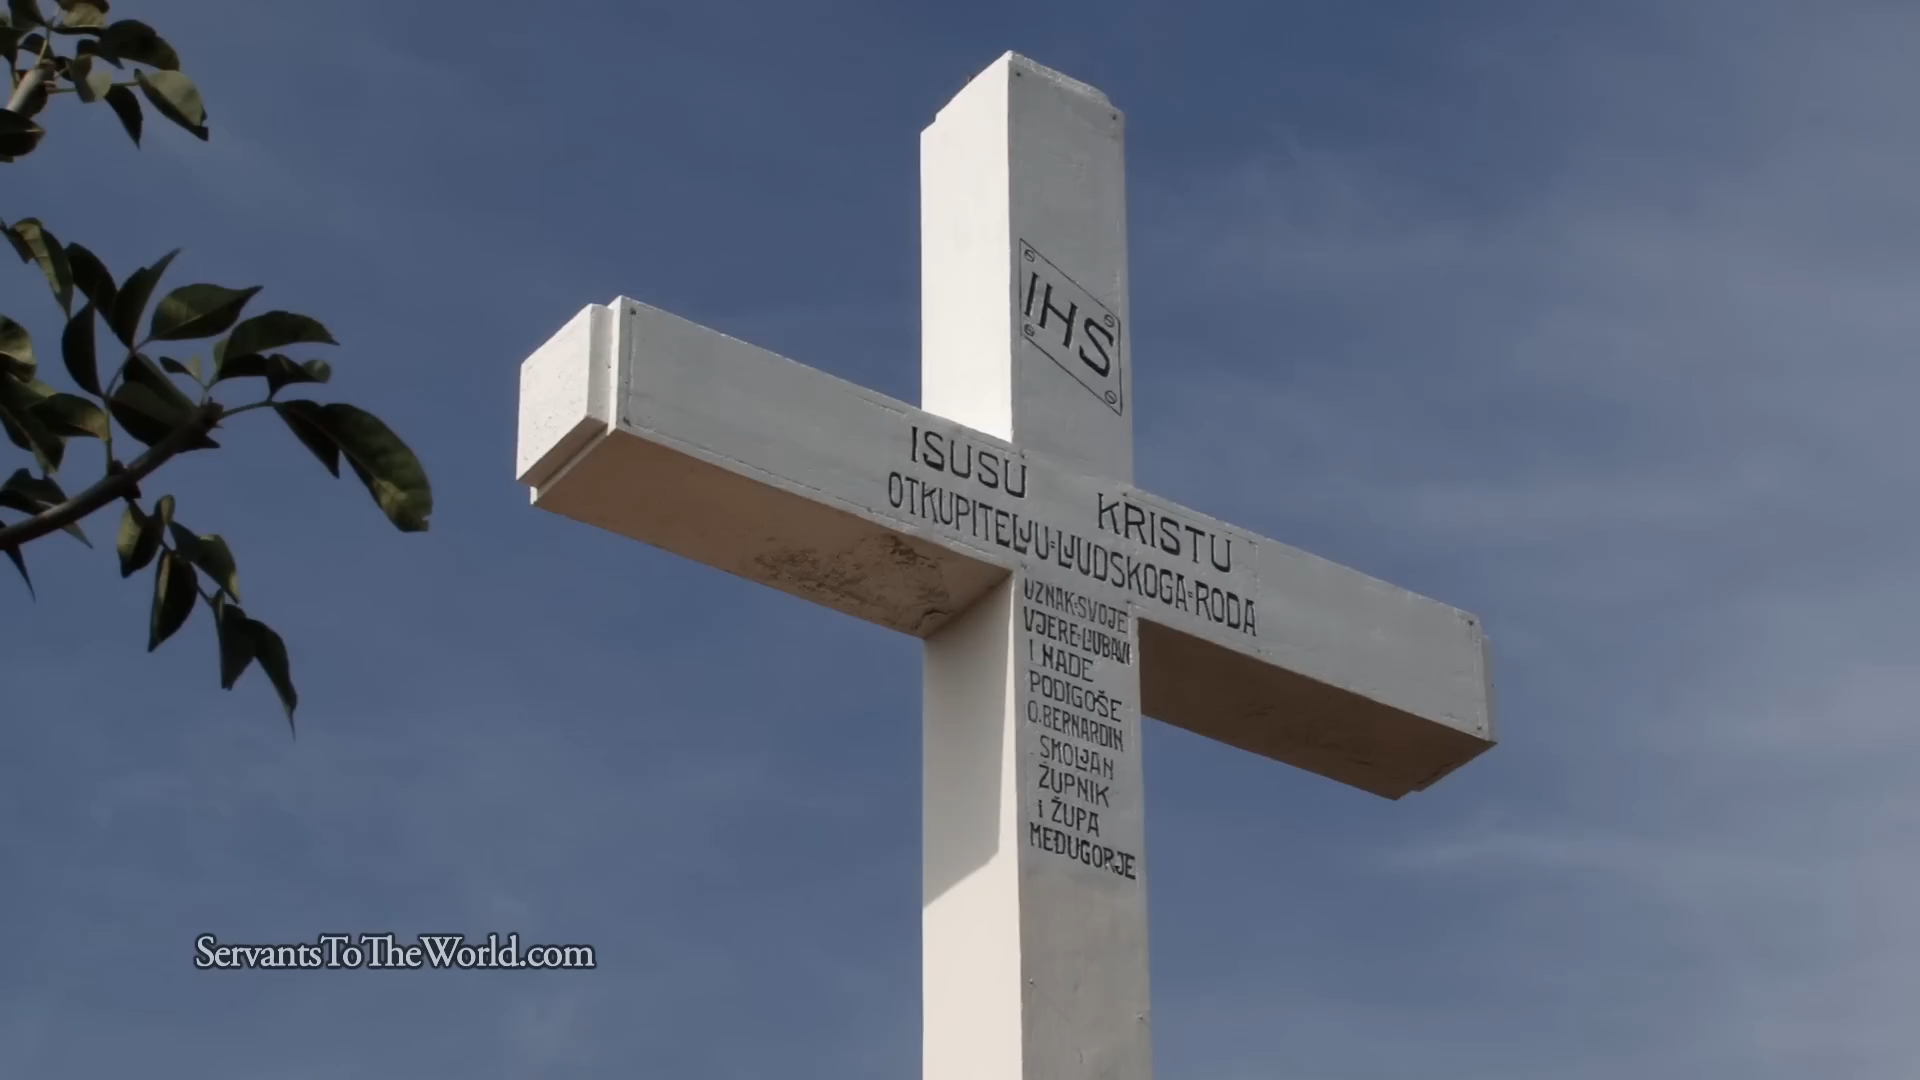 IHS
ISUSU KRISTU
OTKUPITELJU=LJUDSKOGA=RODA
U ZNAK=SVOJE
VJERE=LJUBAVI
I NADE
PODIGOŠE
O.BERNARDIN
SMOLJAN
ŽUPNIK
i ŽUPA
MEĐUGORJE
ServantsToTheWorld.com